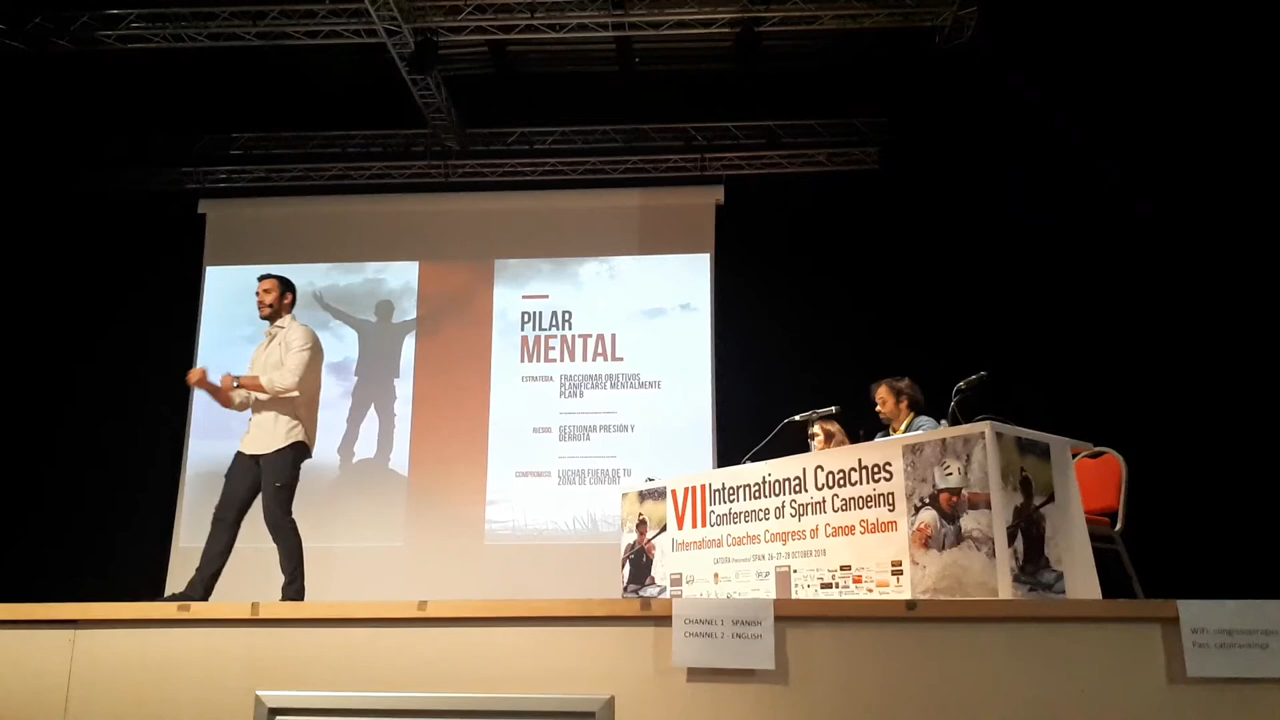 PILAR
MENTAL
ESTRATEGIA. FRACCIONAR OBJETIVOS
PLANIFICARSE MENTALMENTE
PLAN B
RIESGO. GESTIONAR PRESIÓN Y
DERROTA
COMPROMISO. LUCHAR FUERA DE TU
ZONA DE CONFORT
VII International Coaches
Conference of Sprint Canoeing
I International Coaches Congress of Canoe Slalom
CATOIRA SPAIN, 26-27-28 OCTOBER 2018
CHANNEL 1 - SPANISH
CHANNEL 2 - ENGLISH
WIFI:
Pass.